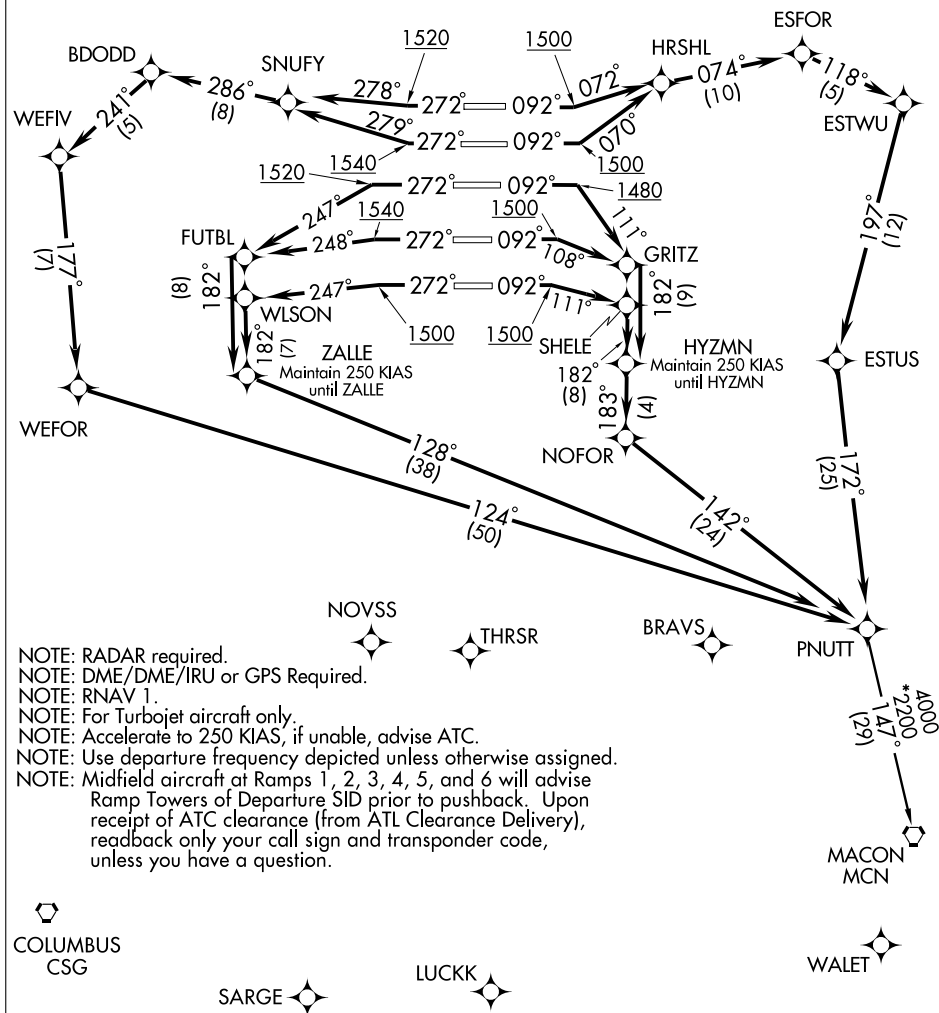 ESFOR
1520
1500
HRSHL
BDODD
SNUFY
072°
074°
(10)
118°
(5)
278°
272°
092°
286°
(8)
241°
(5)
WEFIV
ESTWU
279°
272°
092°
070°
1540
1500
1520
272°
092°
1480
247°
1540
1500
111°
197°
(12)
177°
(7)
FUTBL
248°
272°
092°
108°
GRITZ
(8)
182°
182°
(9)
247°
272°
092°
111°
WLSON
1500
1500
SHELE
182°
(7)
ZALLE
Maintain 250 KIAS
until ZALLE
HYZMN
Maintain 250 KIAS
until HYZMN
182°
(8)
ESTUS
183°
(4)
WEFOR
NOFOR
128°
(38)
172°
(25)
124°
(50)
142°
(24)
NOVSS
THRSR
BRAVS
PNUTT
NOTE: RADAR required.
NOTE: DME/DME/IRU or GPS Required.
NOTE: RNAV 1.
NOTE: For Turbojet aircraft only.
NOTE: Accelerate to 250 KIAS, if unable, advise ATC.
NOTE: Use departure frequency depicted unless otherwise assigned.
NOTE: Midfield aircraft at Ramps 1, 2, 3, 4, 5, and 6 will advise
Ramp Towers of Departure SID prior to pushback. Upon
receipt of ATC clearance (from ATL Clearance Delivery),
readback only your call sign and transponder code,
unless you have a question.
4000
*2200
147°
(29)
MACON
MCN
COLUMBUS
CSG
WALET
SARGE
LUCKK